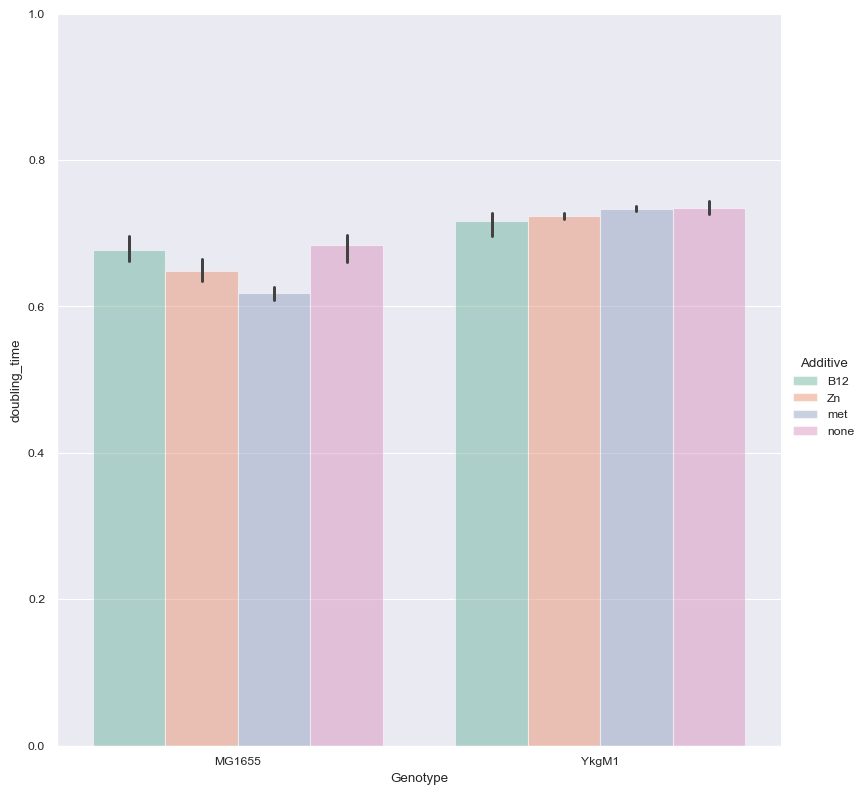 1.0
0.8
0.6
0.4
0.2
0.0
doubling_time
MG1655
YkgM1
Genotype
Additive
B12
Zn
met
none